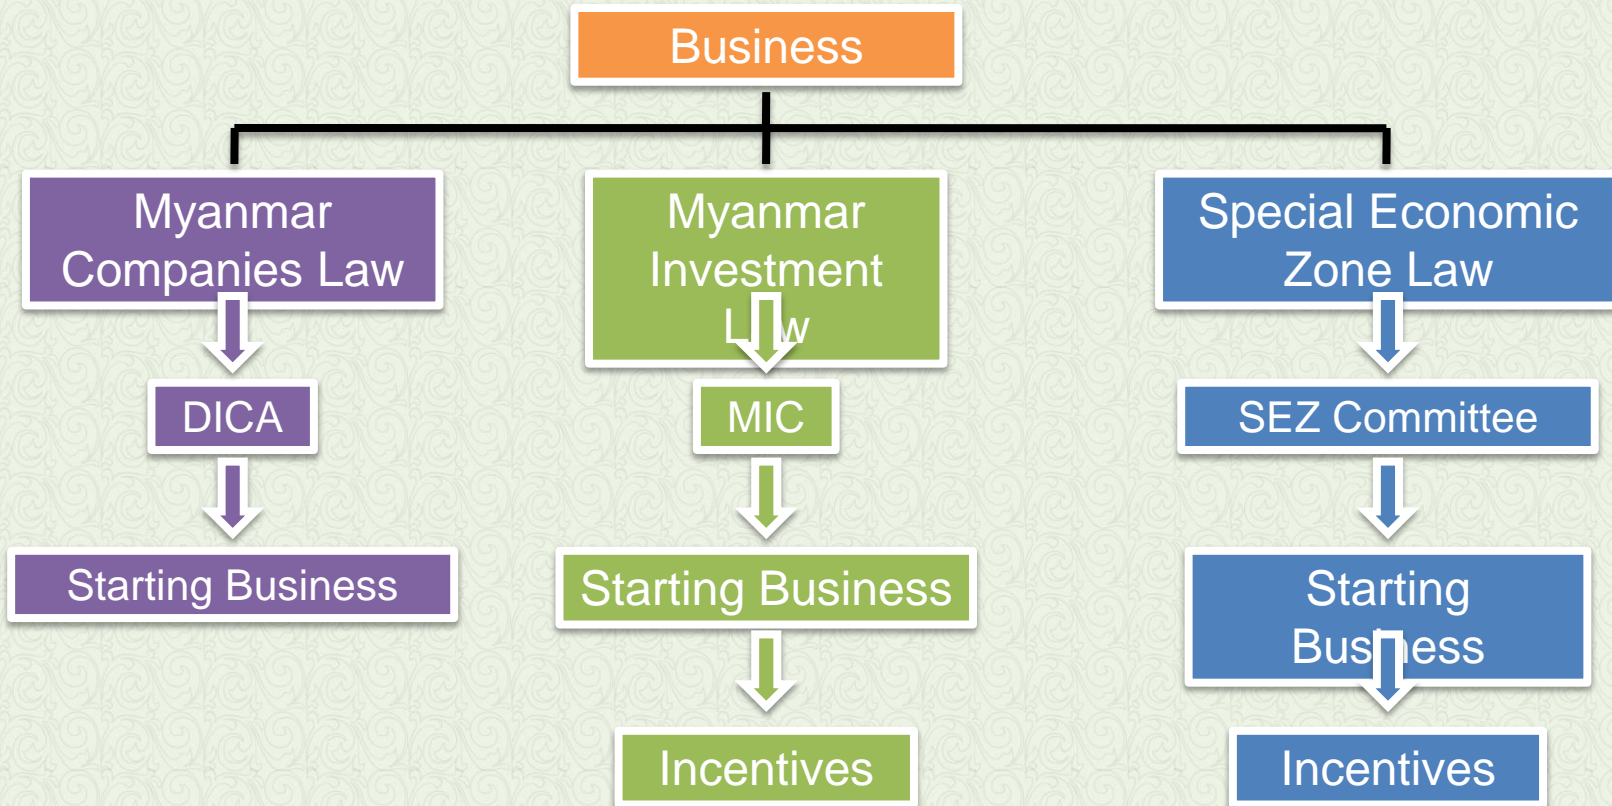 Business
Myanmar
Companies Law
Myanmar
Investment
Law
Special Economic
Zone Law
DICA
MIC
SEZ Committee
Starting Business
Starting Business
Starting
Business
Incentives
Incentives